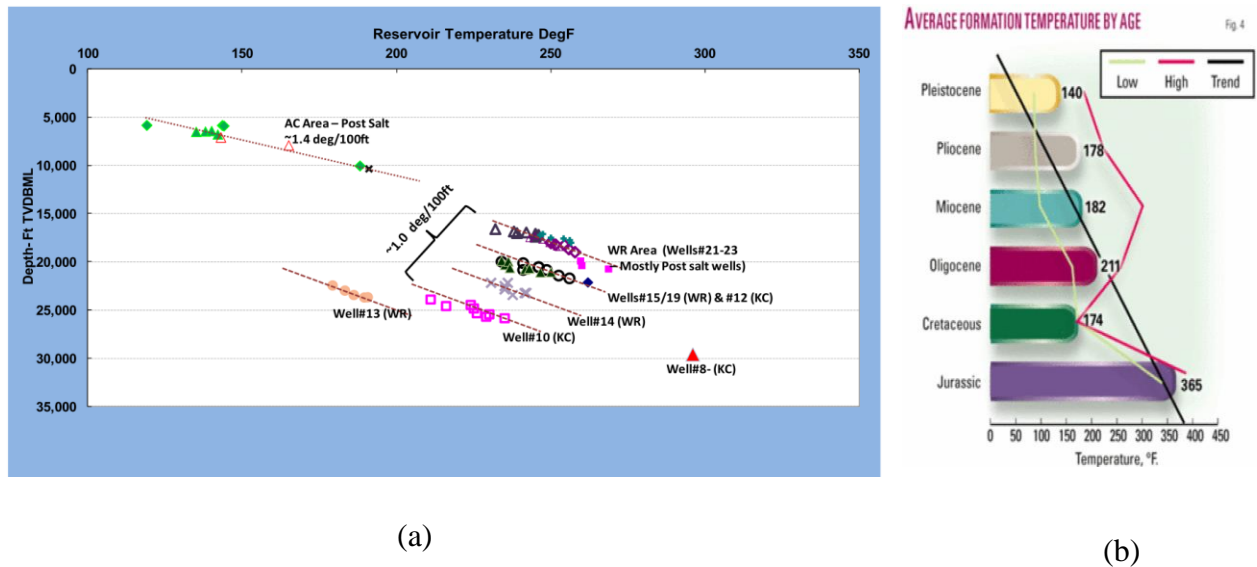 Reservoir Temperature DegF
100 150 200 250 300 350
0
5,000
10,000
15,000
20,000
25,000
30,000
35,000
Depth- Ft TVDBML
AC Area – Post Salt
~1.4 deg/100ft
~1.0 deg/100ft
WR Area (Wells#21-23
Mostly Post salt wells)
Wells#15/19 (WR) & #12 (KC)
Well#14 (WR)
Well#13 (WR)
Well#10 (KC)
Well#8- (KC)
(a)
AVERAGE FORMATION TEMPERATURE BY AGE
Fig. 4
Low High Trend
Pleistocene 140
Pliocene 178
Miocene 182
Oligocene 211
Cretaceous 174
Jurassic 365
0 50 100 150 200 250 300 350 400 450
Temperature, °F.
(b)